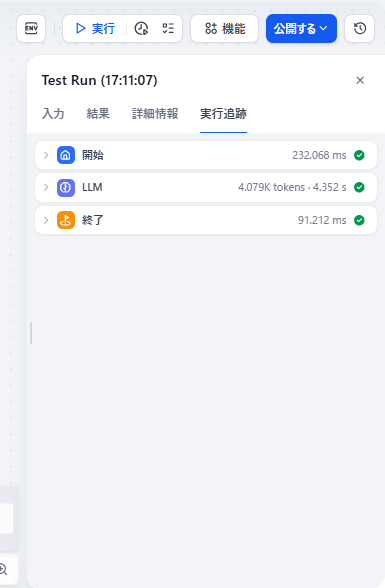 ENV 実行 機能 公開する
Test Run (17:11:07)
入力 結果 詳細情報 実行追跡
開始 232.068 ms
LLM 4.079K tokens · 4.352 s
終了 91.212 ms